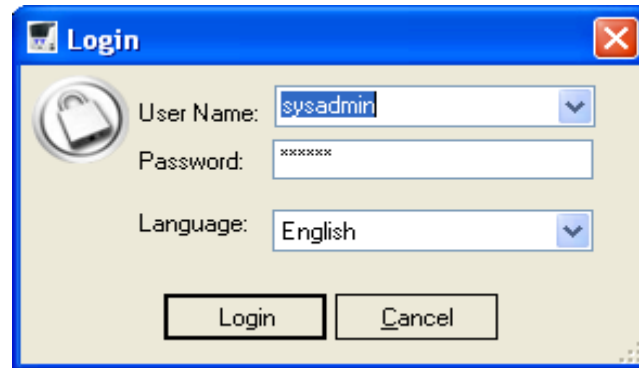 Login
User Name: sysadmin
Password: ******
Language: English
Login Cancel